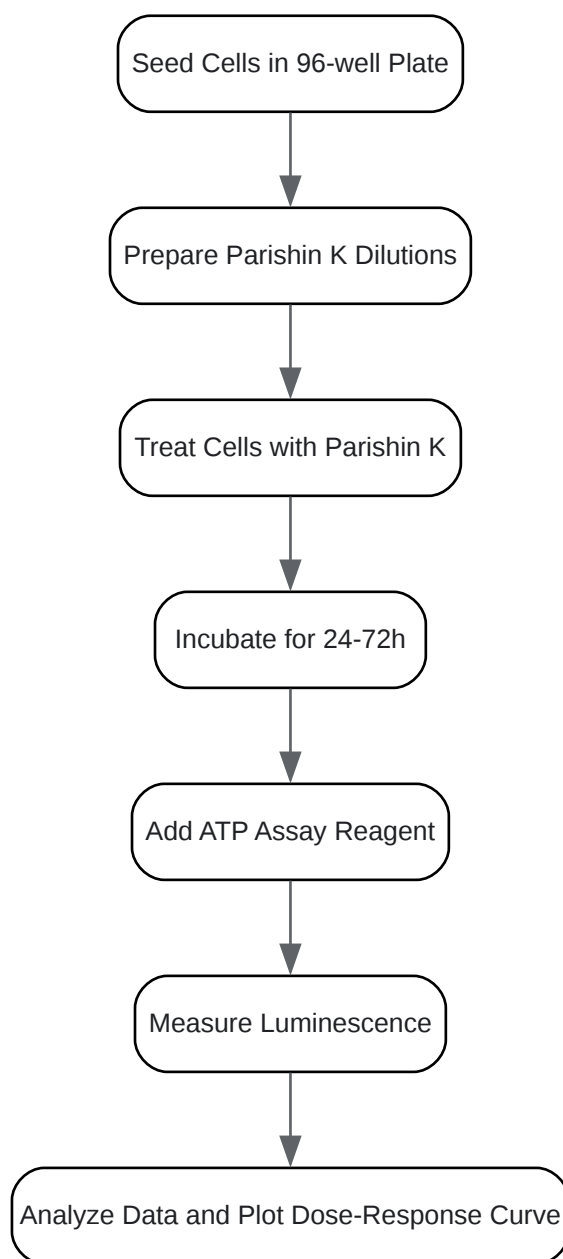 Seed Cells in 96-well Plate
Prepare Parishin K Dilutions
Treat Cells with Parishin K
Incubate for 24-72h
Add ATP Assay Reagent
Measure Luminescence
Analyze Data and Plot Dose-Response Curve